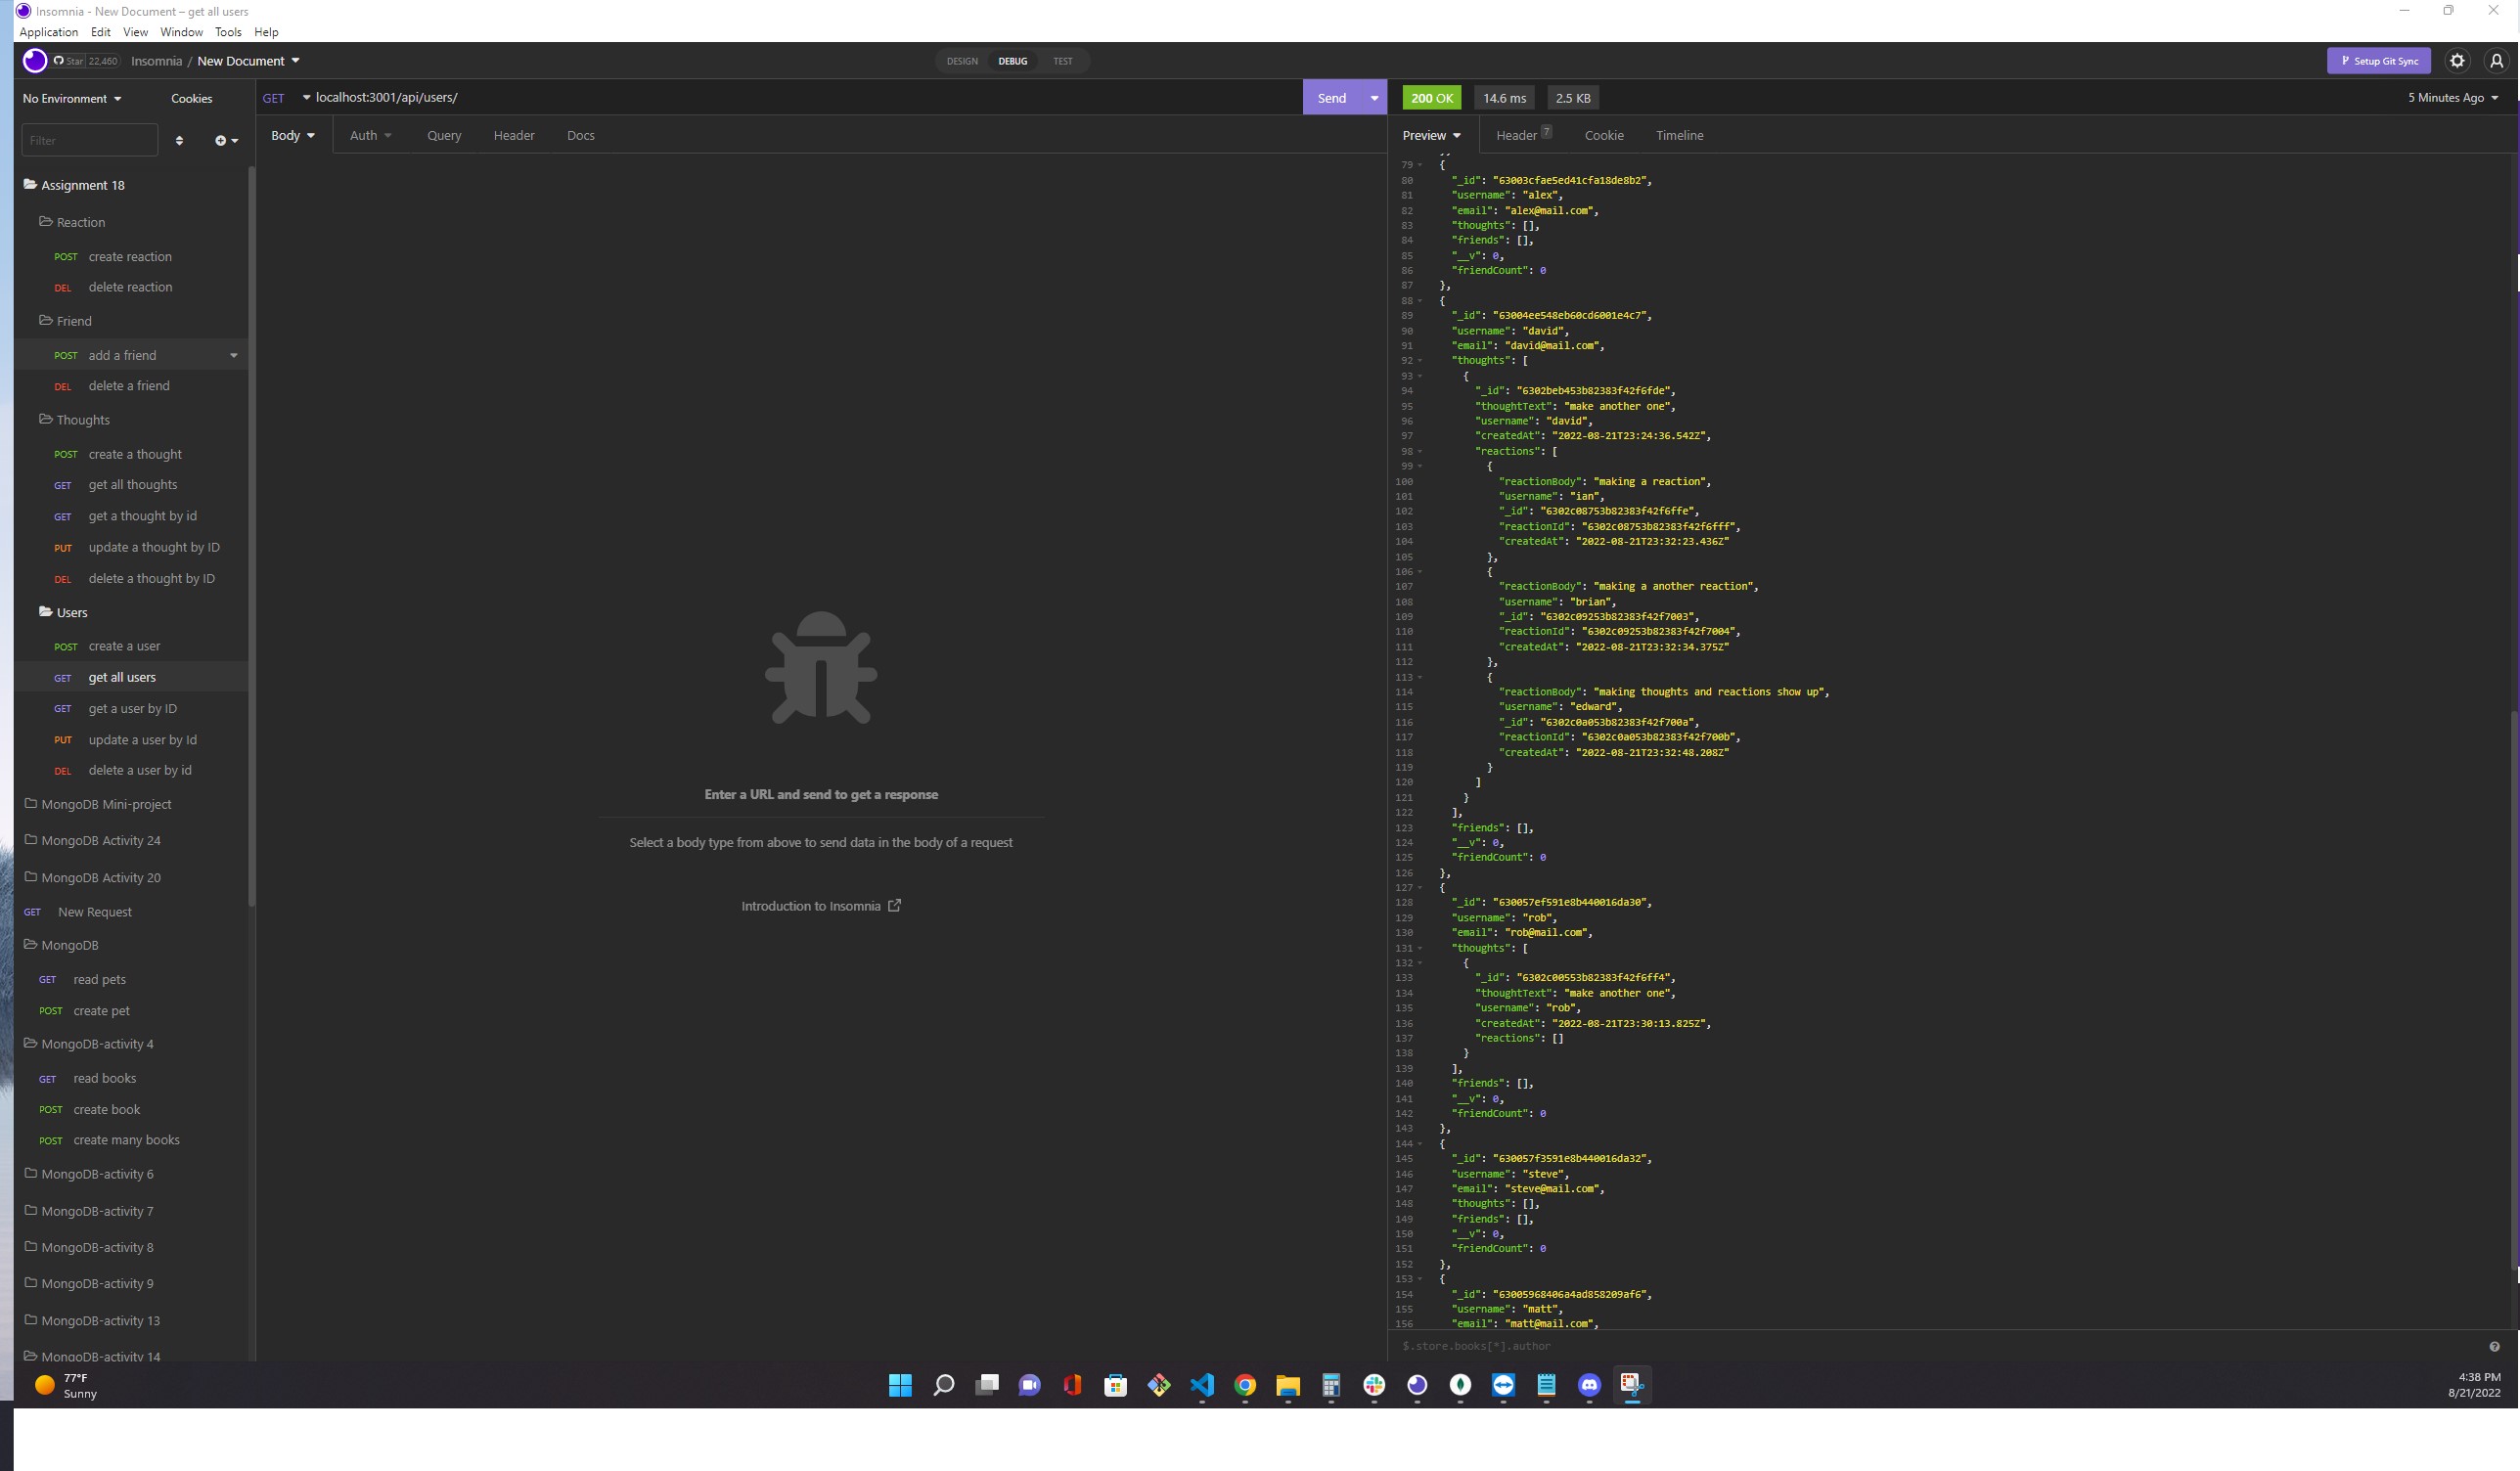 Insomnia - New Document – get all users
Application Edit View Window Tools Help
Star 22,460 Insomnia / New Document
DESIGN DEBUG TEST
Setup Git Sync
No Environment Cookies
Filter
Assignment 18
Reaction
POST create reaction
DEL delete reaction
Friend
POST add a friend
DEL delete a friend
Thoughts
POST create a thought
GET get all thoughts
GET get a thought by id
PUT update a thought by ID
DEL delete a thought by ID
Users
POST create a user
GET get all users
GET get a user by ID
PUT update a user by Id
DEL delete a user by id
MongoDB Mini-project
MongoDB Activity 24
MongoDB Activity 20
GET New Request
MongoDB
GET read pets
POST create pet
MongoDB-activity 4
GET read books
POST create book
POST create many books
MongoDB-activity 6
MongoDB-activity 7
MongoDB-activity 8
MongoDB-activity 9
MongoDB-activity 13
MongoDB-activity 14
GET localhost:3001/api/users/ Send
Body Auth Query Header Docs
Enter a URL and send to get a response
Select a body type from above to send data in the body of a request
Introduction to Insomnia
200 OK 14.6 ms 2.5 KB 5 Minutes Ago
Preview Header 7 Cookie Timeline
79 {
80 "_id": "63003cfae5ed41cfa18de8b2",
81 "username": "alex",
82 "email": "alex@mail.com",
83 "thoughts": [],
84 "friends": [],
85 "__v": 0,
86 "friendCount": 0
87 },
88 {
89 "_id": "63004ee548eb60cd6001e4c7",
90 "username": "david",
91 "email": "david@mail.com",
92 "thoughts": [
93 {
94 "_id": "6302beb453b82383f42f6fde",
95 "thoughtText": "make another one",
96 "username": "david",
97 "createdAt": "2022-08-21T23:24:36.542Z",
98 "reactions": [
99 {
100 "reactionBody": "making a reaction",
101 "username": "ian",
102 "_id": "6302c08753b82383f42f6ffe",
103 "reactionId": "6302c08753b82383f42f6fff",
104 "createdAt": "2022-08-21T23:32:23.436Z"
105 },
106 {
107 "reactionBody": "making a another reaction",
108 "username": "brian",
109 "_id": "6302c09253b82383f42f7003",
110 "reactionId": "6302c09253b82383f42f7004",
111 "createdAt": "2022-08-21T23:32:34.375Z"
112 },
113 {
114 "reactionBody": "making thoughts and reactions show up",
115 "username": "edward",
116 "_id": "6302c0a053b82383f42f700a",
117 "reactionId": "6302c0a053b82383f42f700b",
118 "createdAt": "2022-08-21T23:32:48.208Z"
119 }
120 ]
121 }
122 ],
123 "friends": [],
124 "__v": 0,
125 "friendCount": 0
126 },
127 {
128 "_id": "630057ef591e8b440016da30",
129 "username": "rob",
130 "email": "rob@mail.com",
131 "thoughts": [
132 {
133 "_id": "6302c00553b82383f42f6ff4",
134 "thoughtText": "make another one",
135 "username": "rob",
136 "createdAt": "2022-08-21T23:30:13.825Z",
137 "reactions": []
138 }
139 ],
140 "friends": [],
141 "__v": 0,
142 "friendCount": 0
143 },
144 {
145 "_id": "630057f3591e8b440016da32",
146 "username": "steve",
147 "email": "steve@mail.com",
148 "thoughts": [],
149 "friends": [],
150 "__v": 0,
151 "friendCount": 0
152 },
153 {
154 "_id": "63005968406a4ad858209af6",
155 "username": "matt",
156 "email": "matt@mail.com",
$.store.books[*].author
77°F
Sunny
4:38 PM
8/21/2022